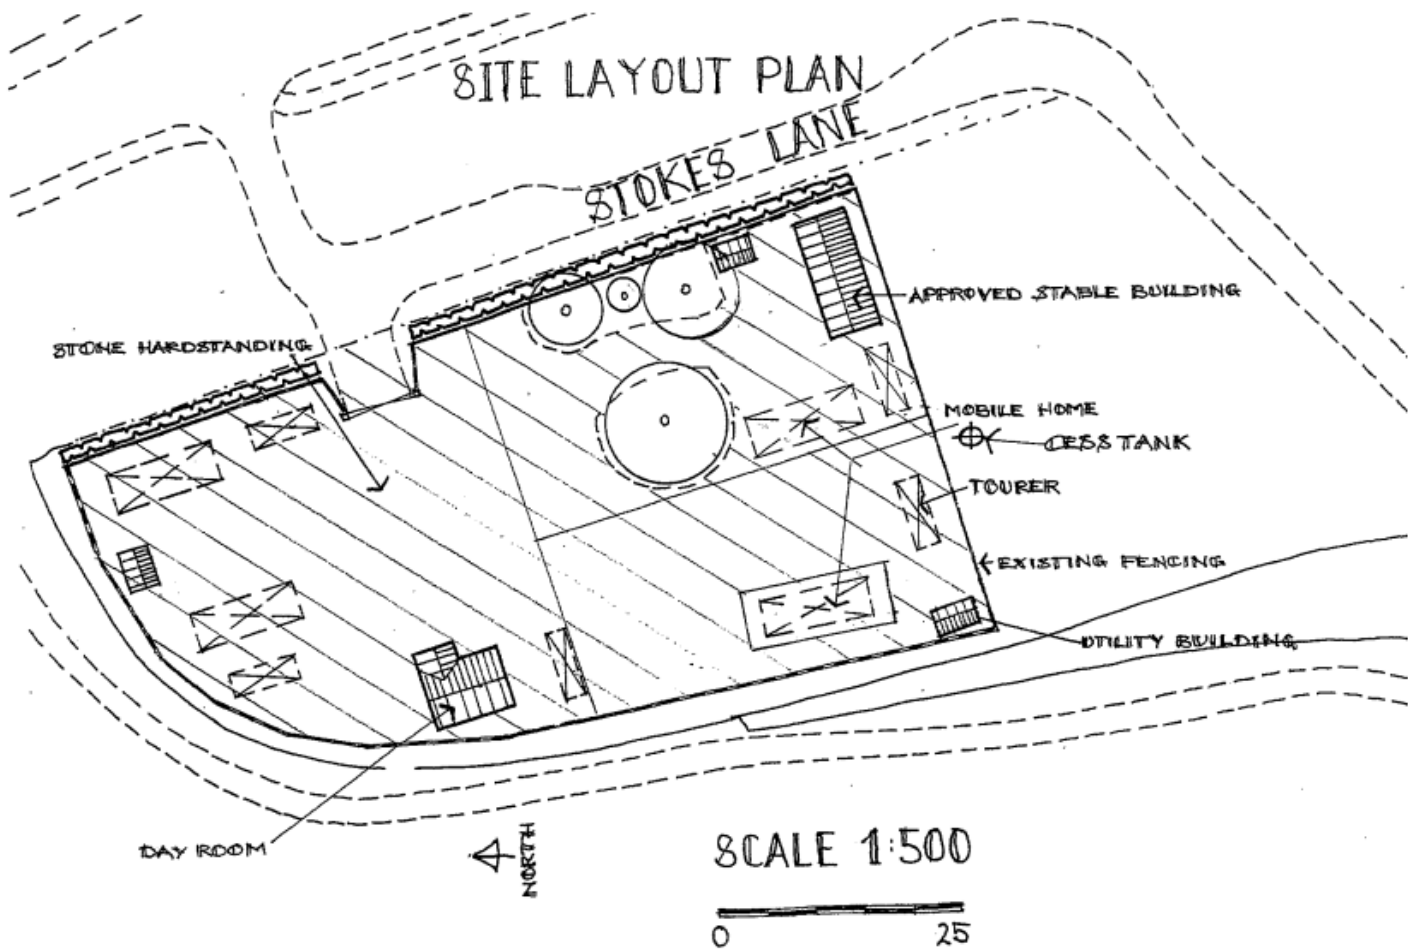 SITE LAYOUT PLAN
STOKES LANE
APPROVED STABLE BUILDING
STONE HARDSTANDING
MOBILE HOME
CESS TANK
TOURER
EXISTING FENCING
UTILITY BUILDING
DAY ROOM
NORTH
SCALE 1:500
0 25